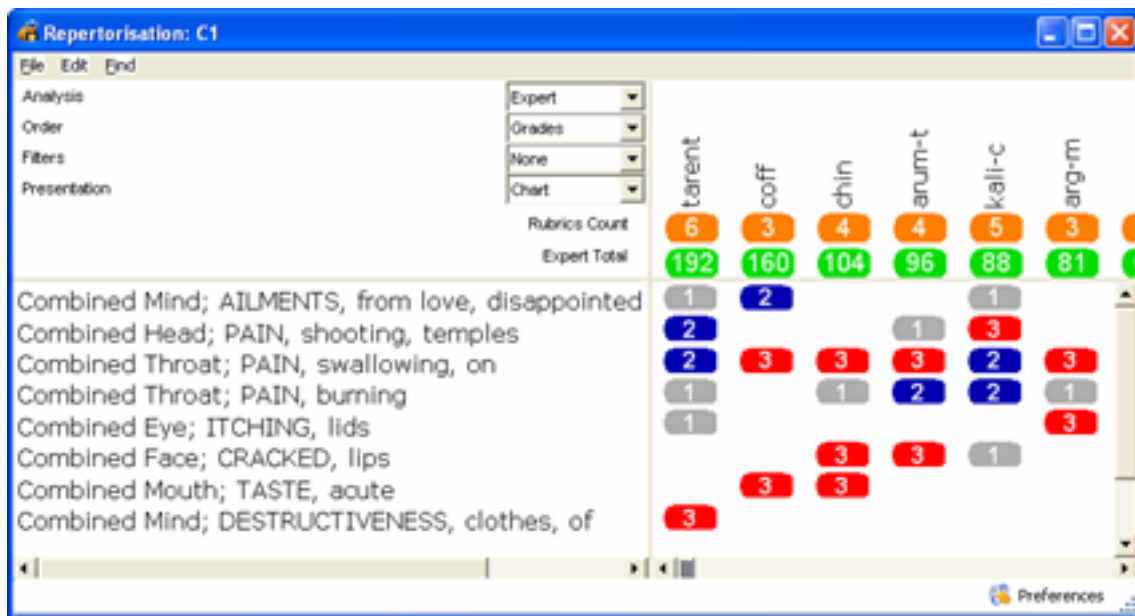 Repertorisation: C1
File Edit Find
Analysis Expert
Order Grades
Filters None
Presentation Chart
tarent coff chin arum-t kali-c arg-m
Rubrics Count 6 3 4 4 5 3
Expert Total 192 160 104 96 88 81
Combined Mind; AILMENTS, from love, disappointed 1 2 1
Combined Head; PAIN, shooting, temples 2 1 3
Combined Throat; PAIN, swallowing, on 2 3 3 3 2 3
Combined Throat; PAIN, burning 1 1 2 2 1
Combined Eye; ITCHING, lids 1 3
Combined Face; CRACKED, lips 3 3 1
Combined Mouth; TASTE, acute 3 3
Combined Mind; DESTRUCTIVENESS, clothes, of 3
Preferences